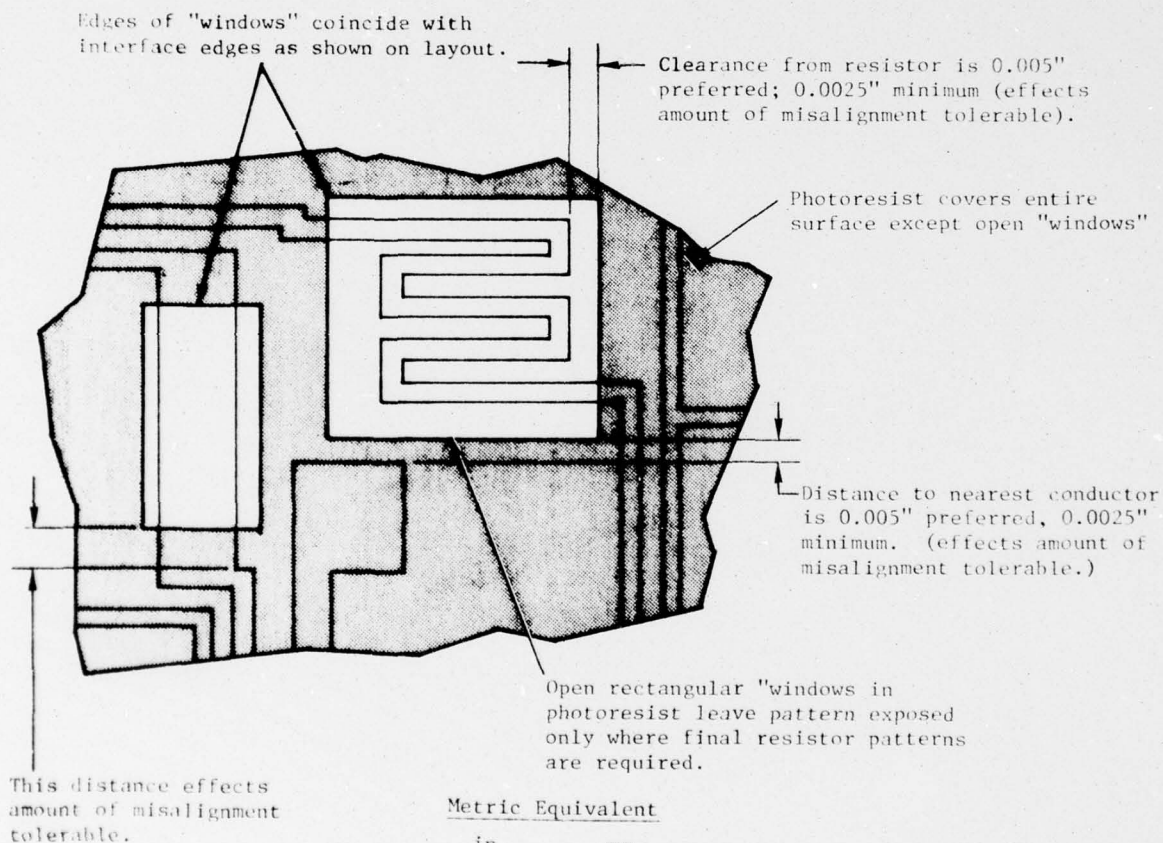 Edges of "windows" coincide with
interface edges as shown on layout.
Clearance from resistor is 0.005"
preferred; 0.0025" minimum (effects
amount of misalignment tolerable).
Photoresist covers entire
surface except open "windows"
Distance to nearest conductor
is 0.005" preferred, 0.0025"
minimum. (effects amount of
misalignment tolerable.)
Open rectangular "windows in
photoresist leave pattern exposed
only where final resistor patterns
are required.
This distance effects
amount of misalignment
tolerable.
Metric Equivalent
in